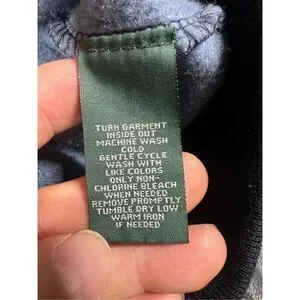 TURN GARMENT
INSIDE OUT
MACHINE WASH
COLD
GENTLE CYCLE
WASH WITH
LIKE COLORS
ONLY NON-
CHLORINE BLEACH
WHEN NEEDED
REMOVE PROMPTLY
TUMBLE DRY LOW
WARM IRON
IF NEEDED